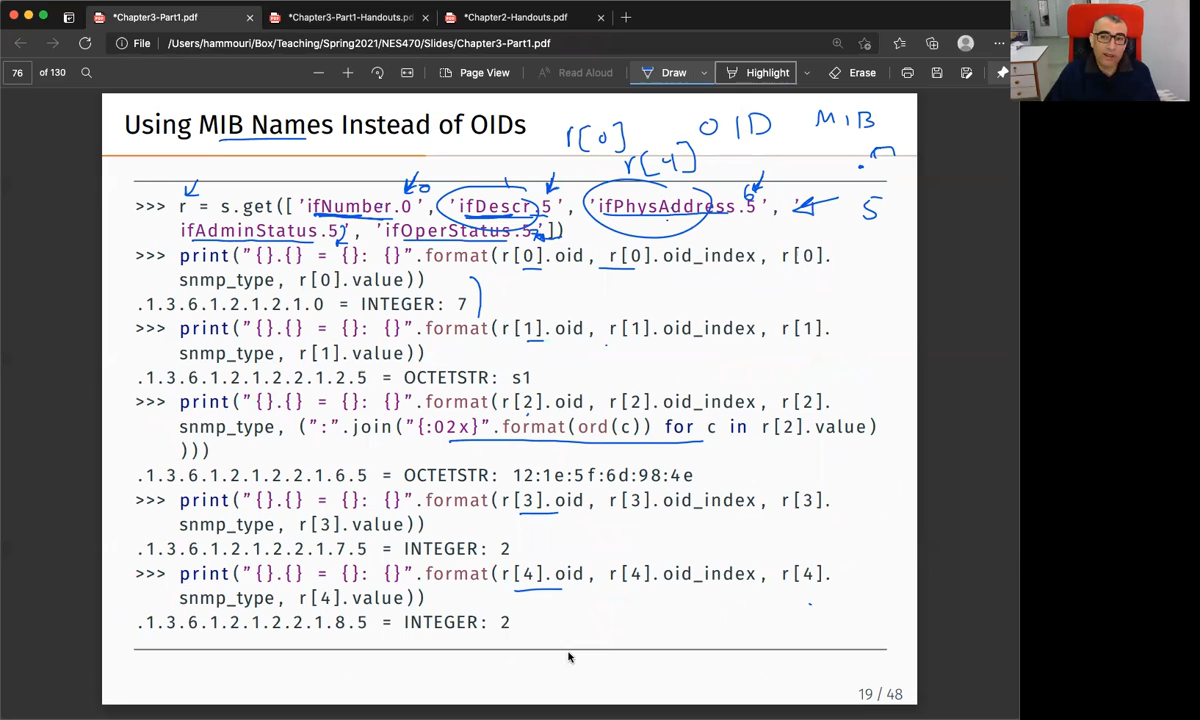 *Chapter3-Part1.pdf
*Chapter3-Part1-Handouts.pd
*Chapter2-Handouts.pdf
File /Users/hammouri/Box/Teaching/Spring2021/NES470/Slides/Chapter3-Part1.pdf
76 of 130 Page View Read Aloud Draw Highlight Erase
Using MIB Names Instead of OIDs
r[0] OID MIB
r[4]
>>> r = s.get(['ifNumber.0', 'ifDescr.5', 'ifPhysAddress.5', '
5
ifAdminStatus.5', 'ifOperStatus.5'])
>>> print("{}.{} = {}: {}".format(r[0].oid, r[0].oid_index, r[0].
snmp_type, r[0].value))
.1.3.6.1.2.1.2.1.0 = INTEGER: 7
>>> print("{}.{} = {}: {}".format(r[1].oid, r[1].oid_index, r[1].
snmp_type, r[1].value))
.1.3.6.1.2.1.2.2.1.2.5 = OCTETSTR: s1
>>> print("{}.{} = {}: {}".format(r[2].oid, r[2].oid_index, r[2].
snmp_type, (":".join("{:02x}".format(ord(c)) for c in r[2].value)
)))
.1.3.6.1.2.1.2.2.1.6.5 = OCTETSTR: 12:1e:5f:6d:98:4e
>>> print("{}.{} = {}: {}".format(r[3].oid, r[3].oid_index, r[3].
snmp_type, r[3].value))
.1.3.6.1.2.1.2.2.1.7.5 = INTEGER: 2
>>> print("{}.{} = {}: {}".format(r[4].oid, r[4].oid_index, r[4].
snmp_type, r[4].value))
.1.3.6.1.2.1.2.2.1.8.5 = INTEGER: 2
19 / 48